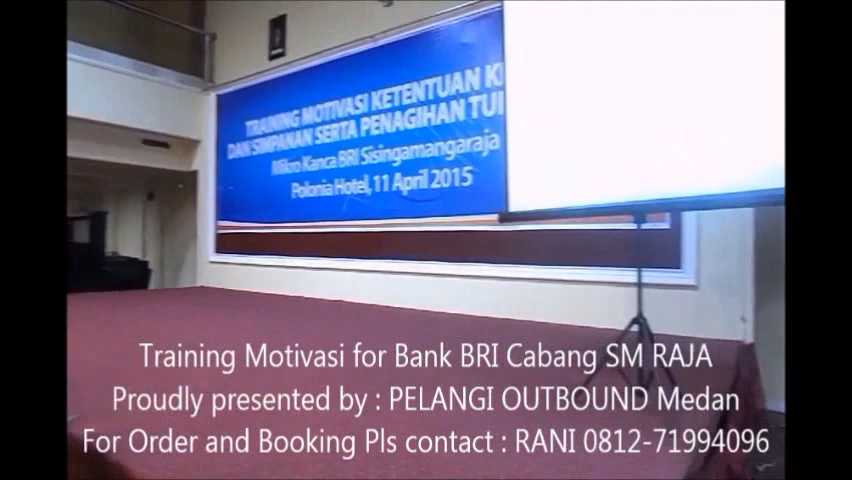 TRAINING MOTIVASI KETENTUAN K
DAN SIMPANAN SERTA PENAGIHAN TU
Mikro Kanca BRI Sisingamangaraja
Polonia Hotel, 11 April 2015
Training Motivasi for Bank BRI Cabang SM RAJA
Proudly presented by : PELANGI OUTBOUND Medan
For Order and Booking Pls contact : RANI 0812-71994096